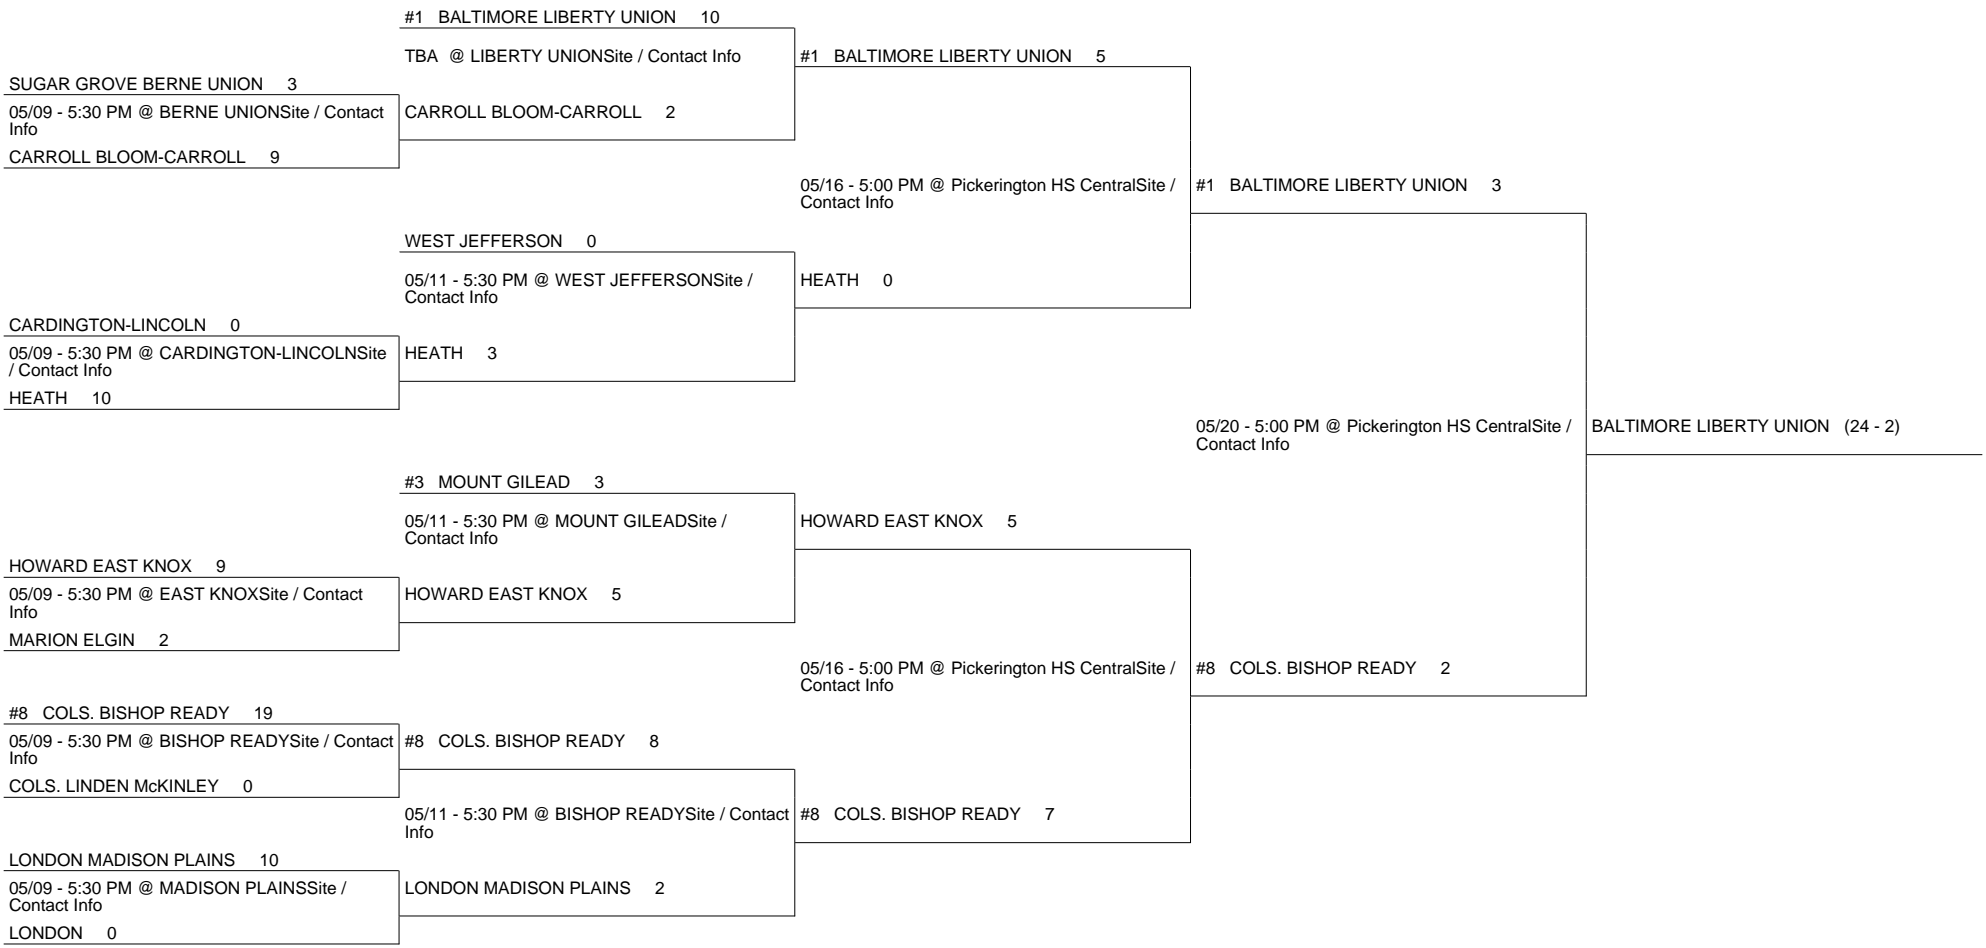 SUGAR GROVE BERNE UNION 3
05/09 - 5:30 PM @ BERNE UNIONSite / Contact
Info
CARROLL BLOOM-CARROLL 9
CARDINGTON-LINCOLN 0
05/09 - 5:30 PM @ CARDINGTON-LINCOLNSite
/ Contact Info
HEATH 10
HOWARD EAST KNOX 9
05/09 - 5:30 PM @ EAST KNOXSite / Contact
Info
MARION ELGIN 2
#8 COLS. BISHOP READY 19
05/09 - 5:30 PM @ BISHOP READYSite / Contact
Info
COLS. LINDEN McKINLEY 0
LONDON MADISON PLAINS 10
05/09 - 5:30 PM @ MADISON PLAINSSite /
Contact Info
LONDON 0
#1 BALTIMORE LIBERTY UNION 10
TBA @ LIBERTY UNIONSite / Contact Info
CARROLL BLOOM-CARROLL 2
WEST JEFFERSON 0
05/11 - 5:30 PM @ WEST JEFFERSONSite /
Contact Info
HEATH 3
#3 MOUNT GILEAD 3
05/11 - 5:30 PM @ MOUNT GILEADSite /
Contact Info
HOWARD EAST KNOX 5
#8 COLS. BISHOP READY 8
05/11 - 5:30 PM @ BISHOP READYSite / Contact
Info
LONDON MADISON PLAINS 2
#1 BALTIMORE LIBERTY UNION 5
05/16 - 5:00 PM @ Pickerington HS CentralSite /
Contact Info
HEATH 0
HOWARD EAST KNOX 5
05/16 - 5:00 PM @ Pickerington HS CentralSite /
Contact Info
#8 COLS. BISHOP READY 7
#1 BALTIMORE LIBERTY UNION 3
05/20 - 5:00 PM @ Pickerington HS CentralSite /
Contact Info
#8 COLS. BISHOP READY 2
BALTIMORE LIBERTY UNION (24 - 2)